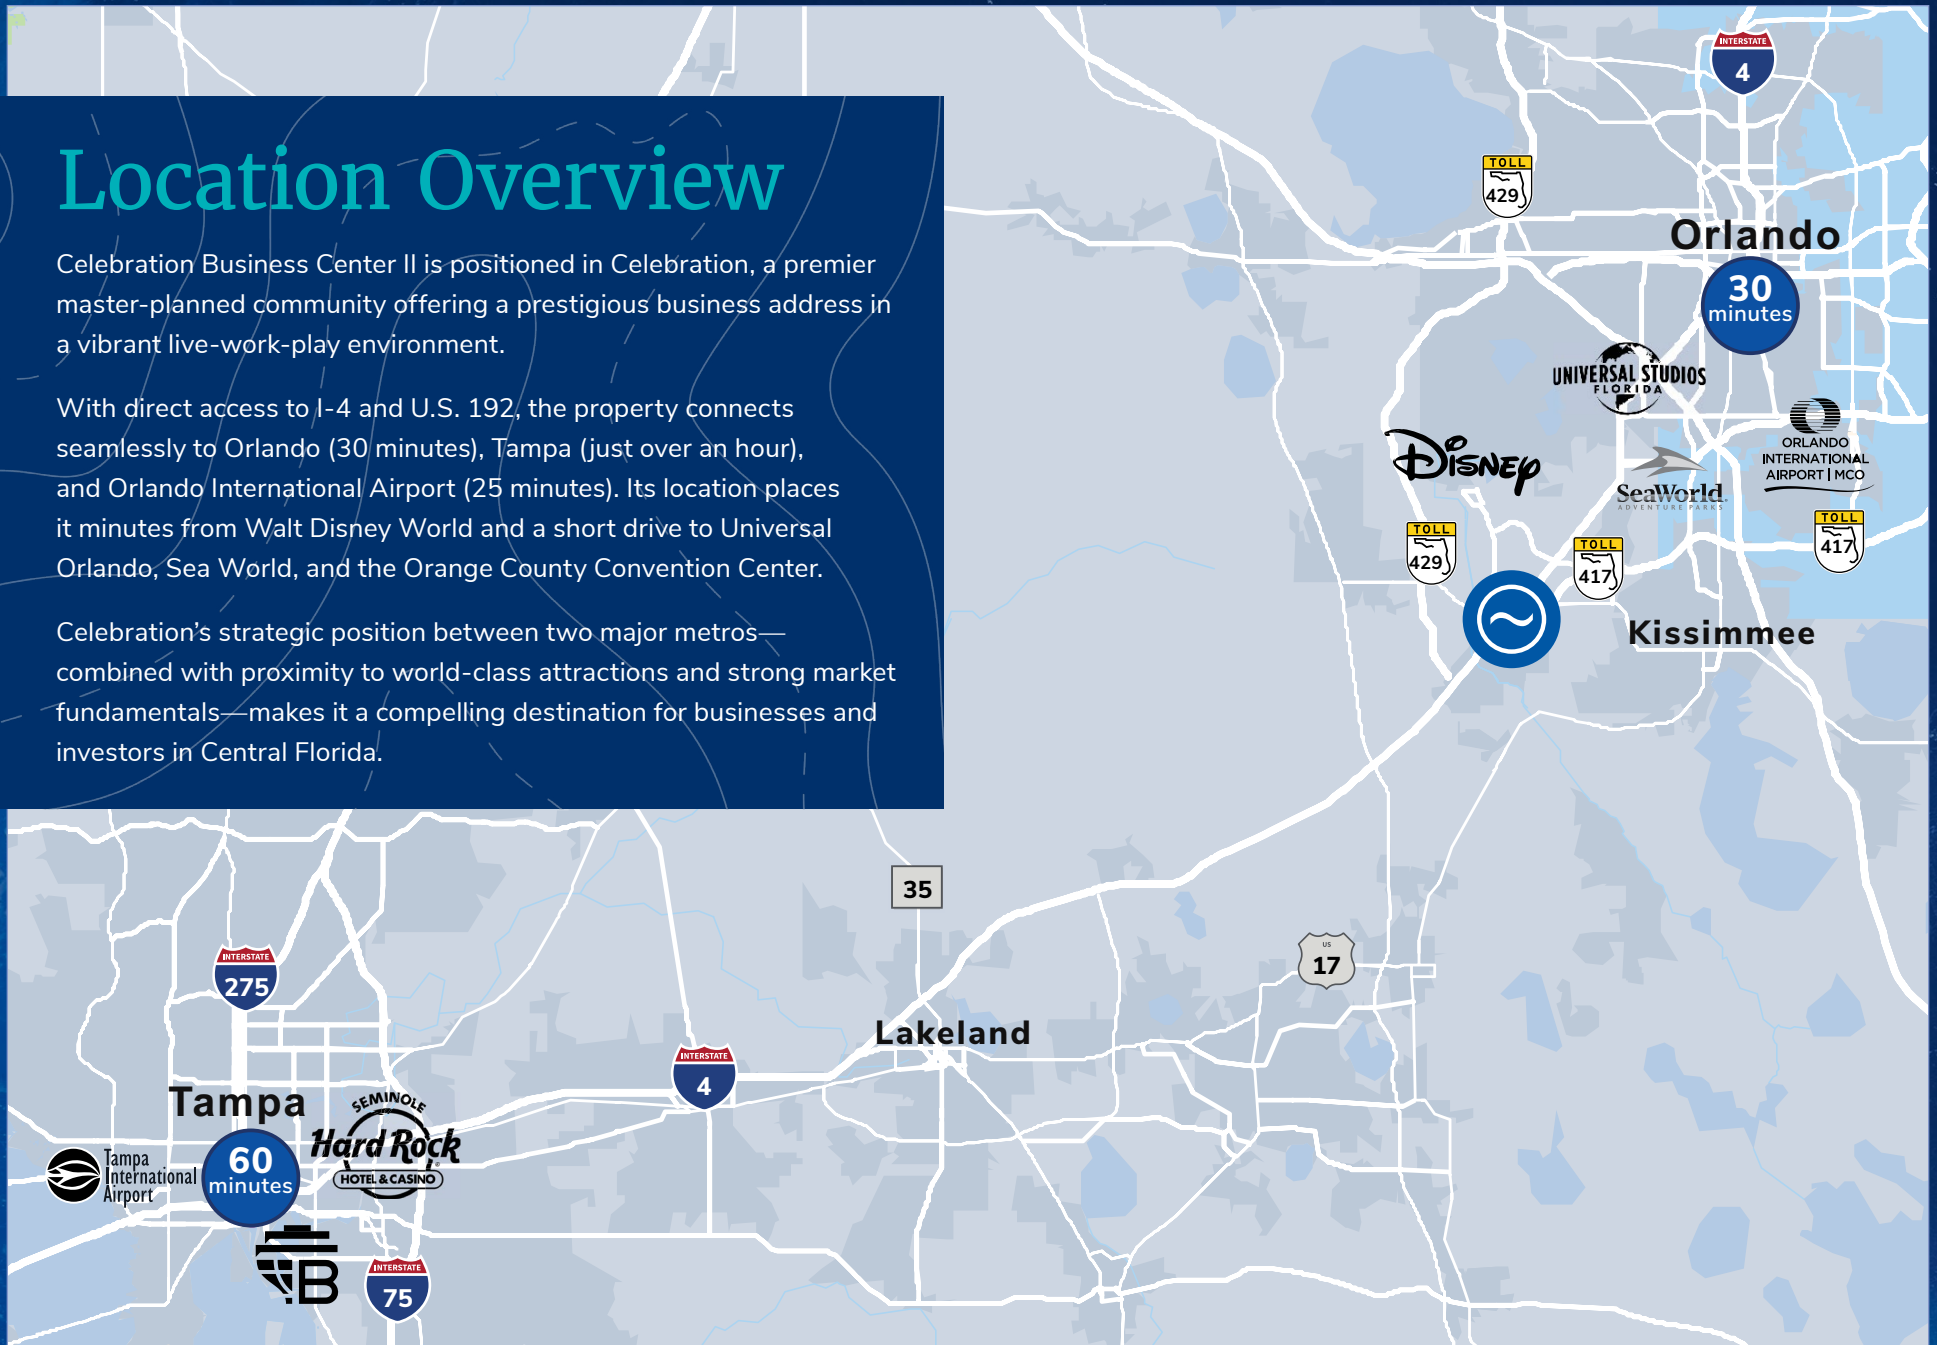 Location Overview
Celebration Business Center II is positioned in Celebration, a premier
master-planned community offering a prestigious business address in
a vibrant live-work-play environment.
With direct access to I-4 and U.S. 192, the property connects
seamlessly to Orlando (30 minutes), Tampa (just over an hour),
and Orlando International Airport (25 minutes). Its location places
it minutes from Walt Disney World and a short drive to Universal
Orlando, Sea World, and the Orange County Convention Center.
Celebration's strategic position between two major metros—
combined with proximity to world-class attractions and strong market
fundamentals—makes it a compelling destination for businesses and
investors in Central Florida.
INTERSTATE
4
TOLL
429
Orlando
30
minutes
UNIVERSAL STUDIOS
FLORIDA
DISNEY
SeaWorld
ADVENTURE PARKS
ORLANDO
INTERNATIONAL
AIRPORT | MCO
TOLL
429
TOLL
417
TOLL
417
Kissimmee
35
US
17
INTERSTATE
275
Lakeland
INTERSTATE
4
Tampa
60
minutes
SEMINOLE
Hard Rock
HOTEL & CASINO
Tampa
International
Airport
B
INTERSTATE
75